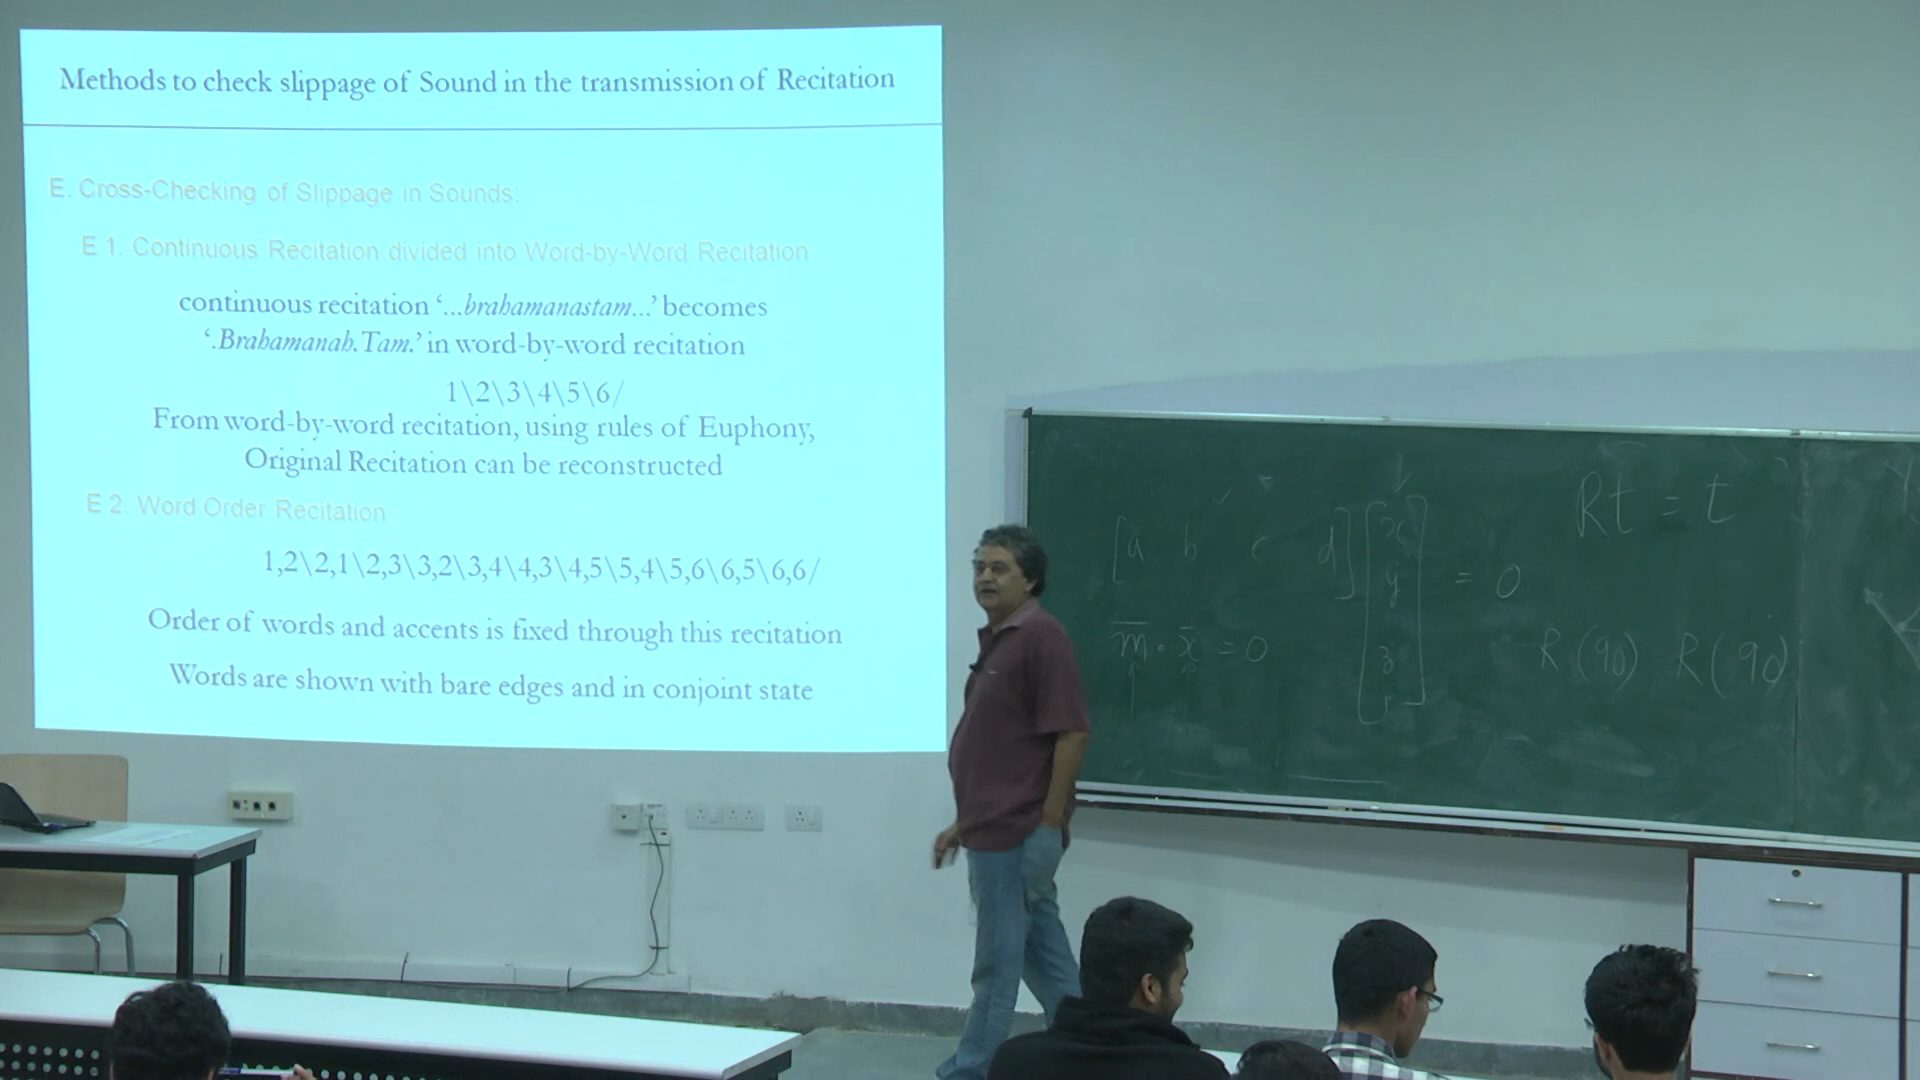 Methods to check slippage of Sound in the transmission of Recitation
E. Cross-Checking of Slippage in Sounds:
E 1. Continuous Recitation divided into Word-by-Word Recitation
continuous recitation ‘...brahamanastam...’ becomes
‘.Brahamanah.Tam.’ in word-by-word recitation
1\2\3\4\5\6/
From word-by-word recitation, using rules of Euphony,
Original Recitation can be reconstructed
E 2. Word Order Recitation
1,2\2,1\2,3\3,2\3,4\4,3\4,5\5,4\5,6\6,5\6,6/
Order of words and accents is fixed through this recitation
Words are shown with bare edges and in conjoint state
Rt = t
[a b c d]
y
= 0
m̅ · x̅ = 0
R(90) R(90)